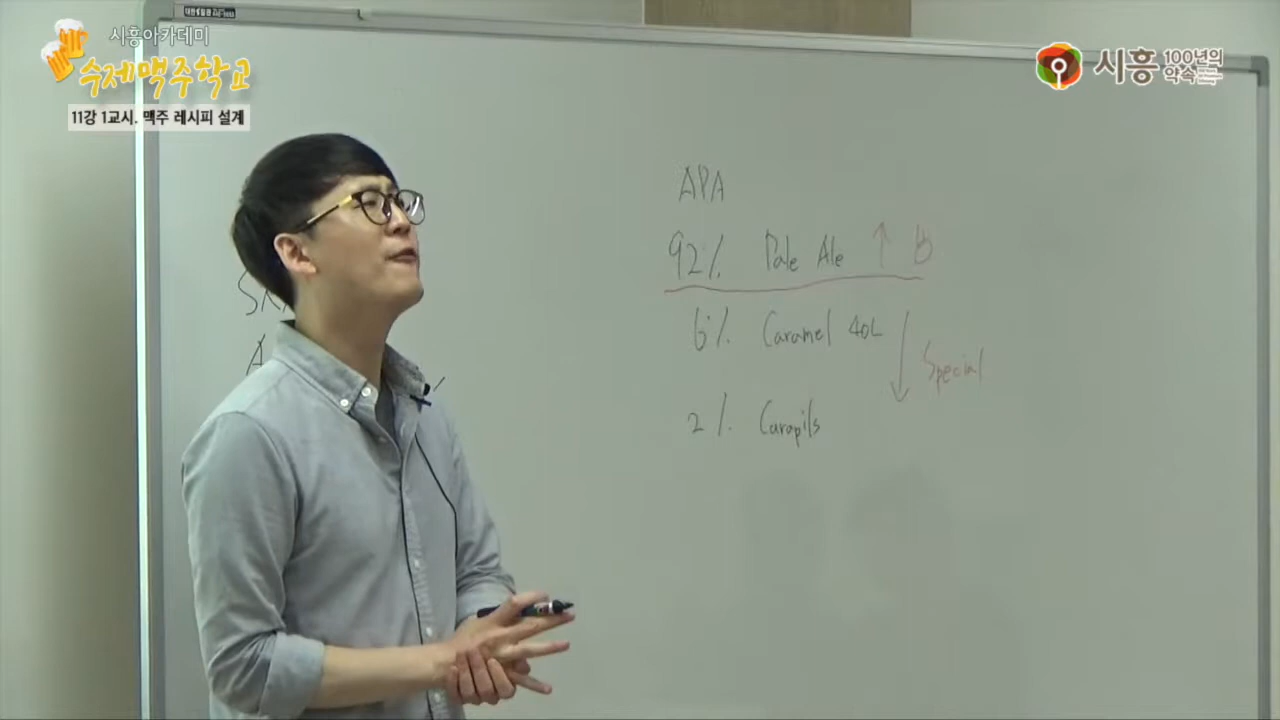 시흥아카데미
수제맥주학교
11강 1교시. 맥주 레시피 설계
시흥 100년의 약속
APA
92% Pale Ale ↑ B
6% Caramel 40L
Special
2% Carapils